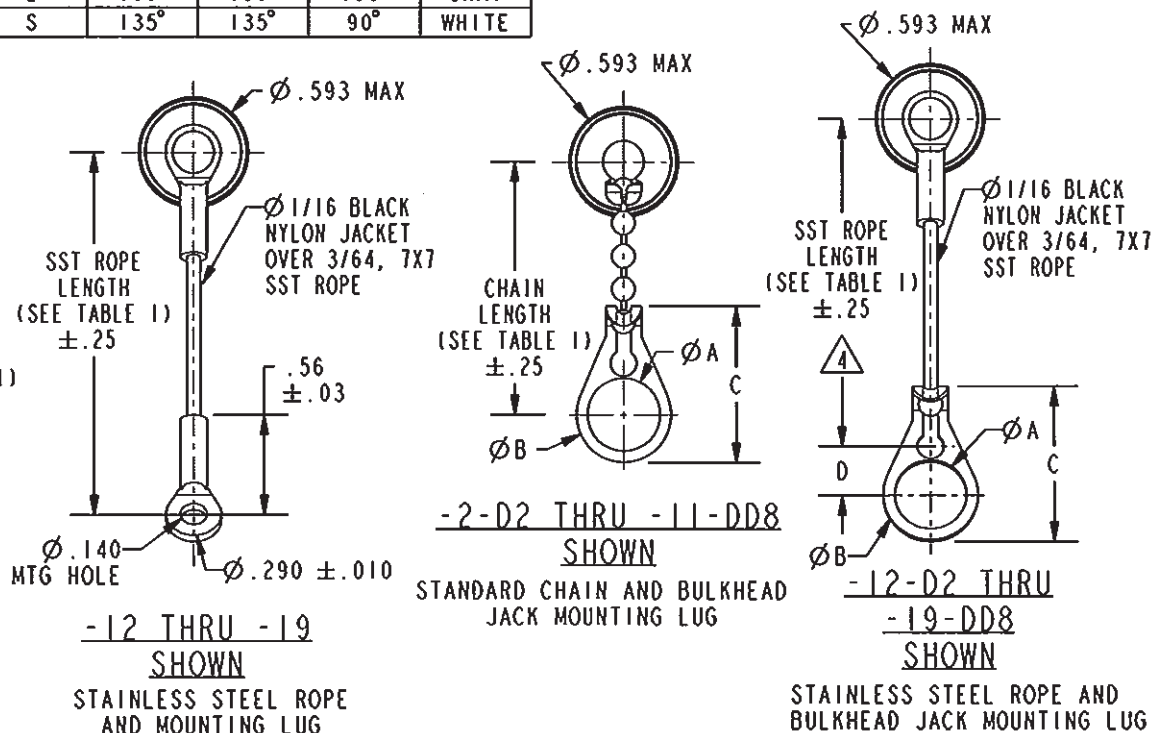 S 135° 135° 90° WHITE
Ø.593 MAX
Ø1/16 BLACK
NYLON JACKET
OVER 3/64, 7X7
SST ROPE
SST ROPE
LENGTH
(SEE TABLE 1)
±.25
.56
±.03
Ø.140
MTG HOLE
Ø.290 ±.010
-12 THRU -19
SHOWN
STAINLESS STEEL ROPE
AND MOUNTING LUG
Ø.593 MAX
CHAIN
LENGTH
(SEE TABLE 1)
±.25
ØA
C
ØB
-2-D2 THRU -11-DD8
SHOWN
STANDARD CHAIN AND BULKHEAD
JACK MOUNTING LUG
Ø.593 MAX
Ø1/16 BLACK
NYLON JACKET
OVER 3/64, 7X7
SST ROPE
SST ROPE
LENGTH
(SEE TABLE 1)
±.25
4
ØA
D
C
ØB
-12-D2 THRU
-19-DD8
SHOWN
STAINLESS STEEL ROPE AND
BULKHEAD JACK MOUNTING LUG